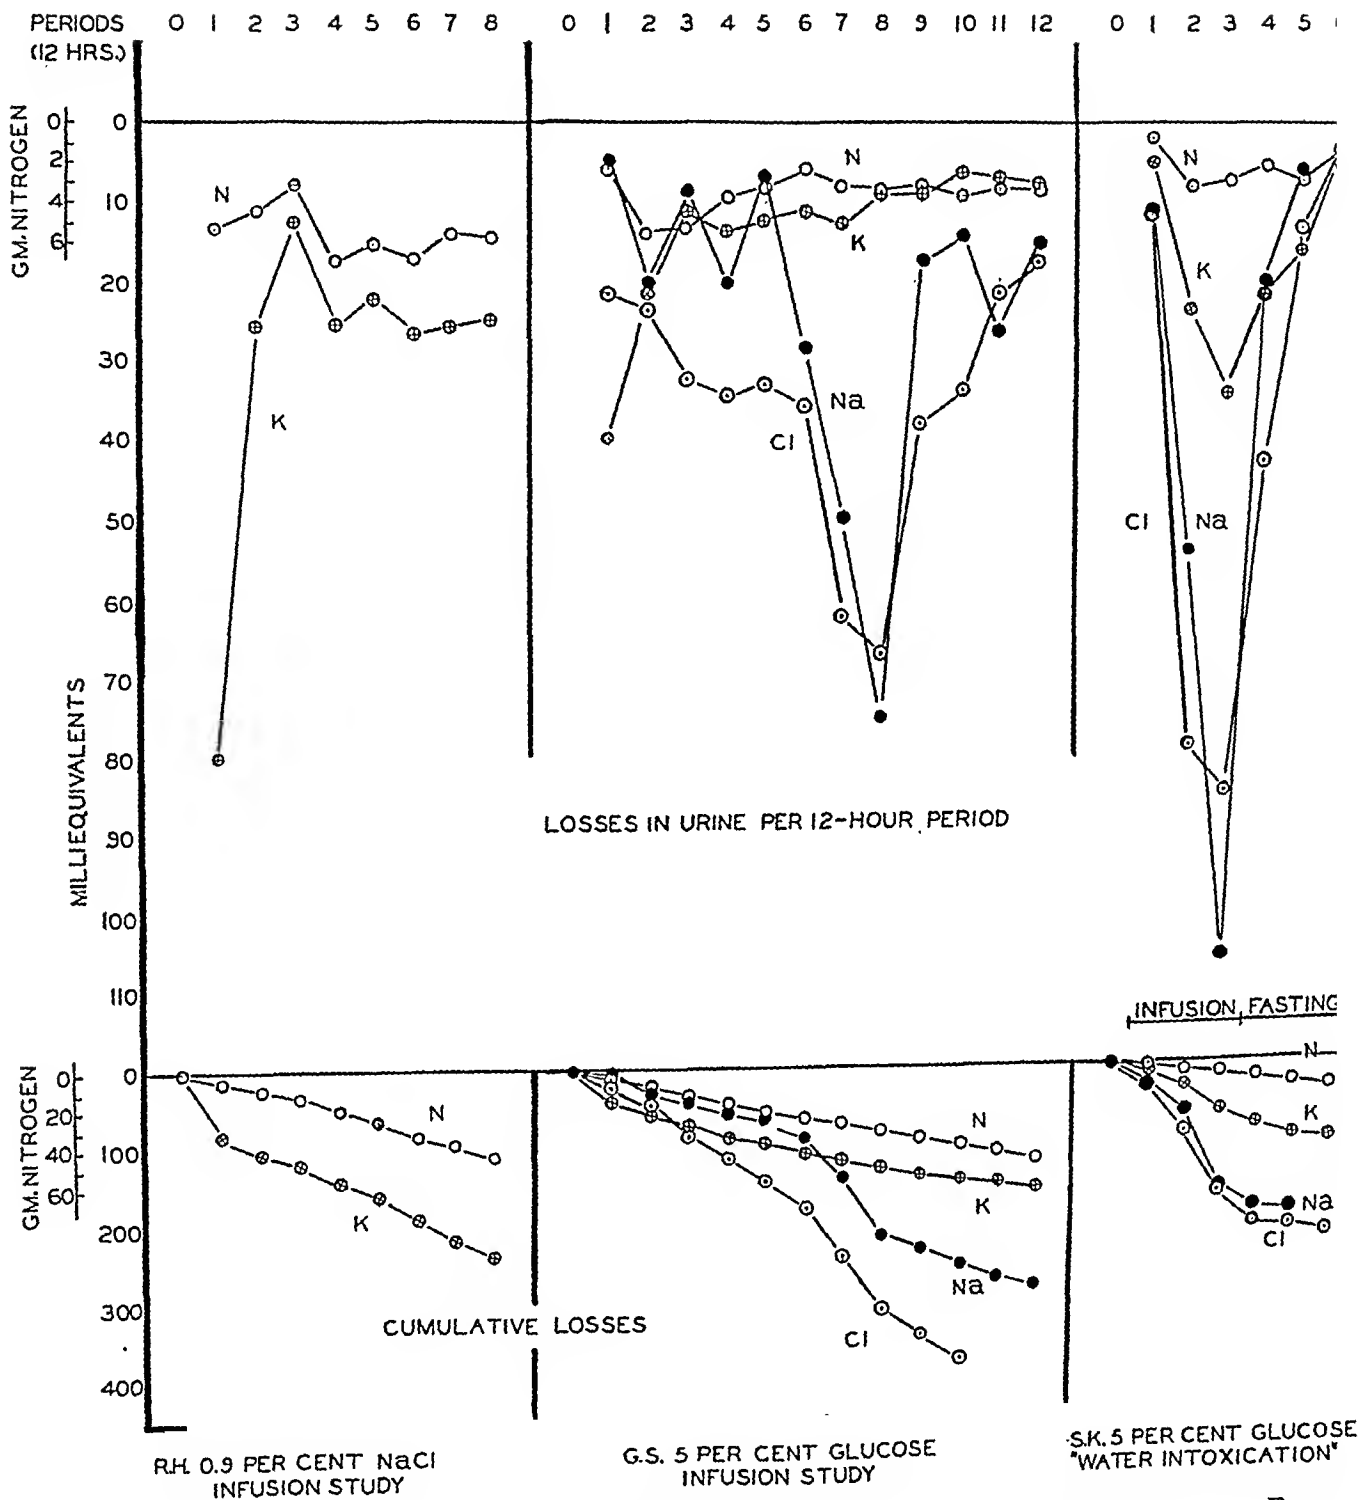 PERIODS 0 1 2 3 4 5 6 7 8 0 1 2 3 4 5 6 7 8 9 10 11 12 0 1 2 3 4 5
(12 HRS.)
GM. NITROGEN
0
2
4
6
0
10
20
30
40
50
60
70
80
90
100
110
MILLIEQUIVALENTS
N
K
N
K
Na
Cl
N
K
Cl
Na
LOSSES IN URINE PER 12-HOUR PERIOD
INFUSION, FASTING
GM. NITROGEN
0
20
40
60
0
100
200
300
400
N
K
N
K
Na
Cl
N
K
Na
Cl
CUMULATIVE LOSSES
R.H. 0.9 PER CENT NaCl
INFUSION STUDY
G.S. 5 PER CENT GLUCOSE
INFUSION STUDY
S.K. 5 PER CENT GLUCOSE
"WATER INTOXICATION"